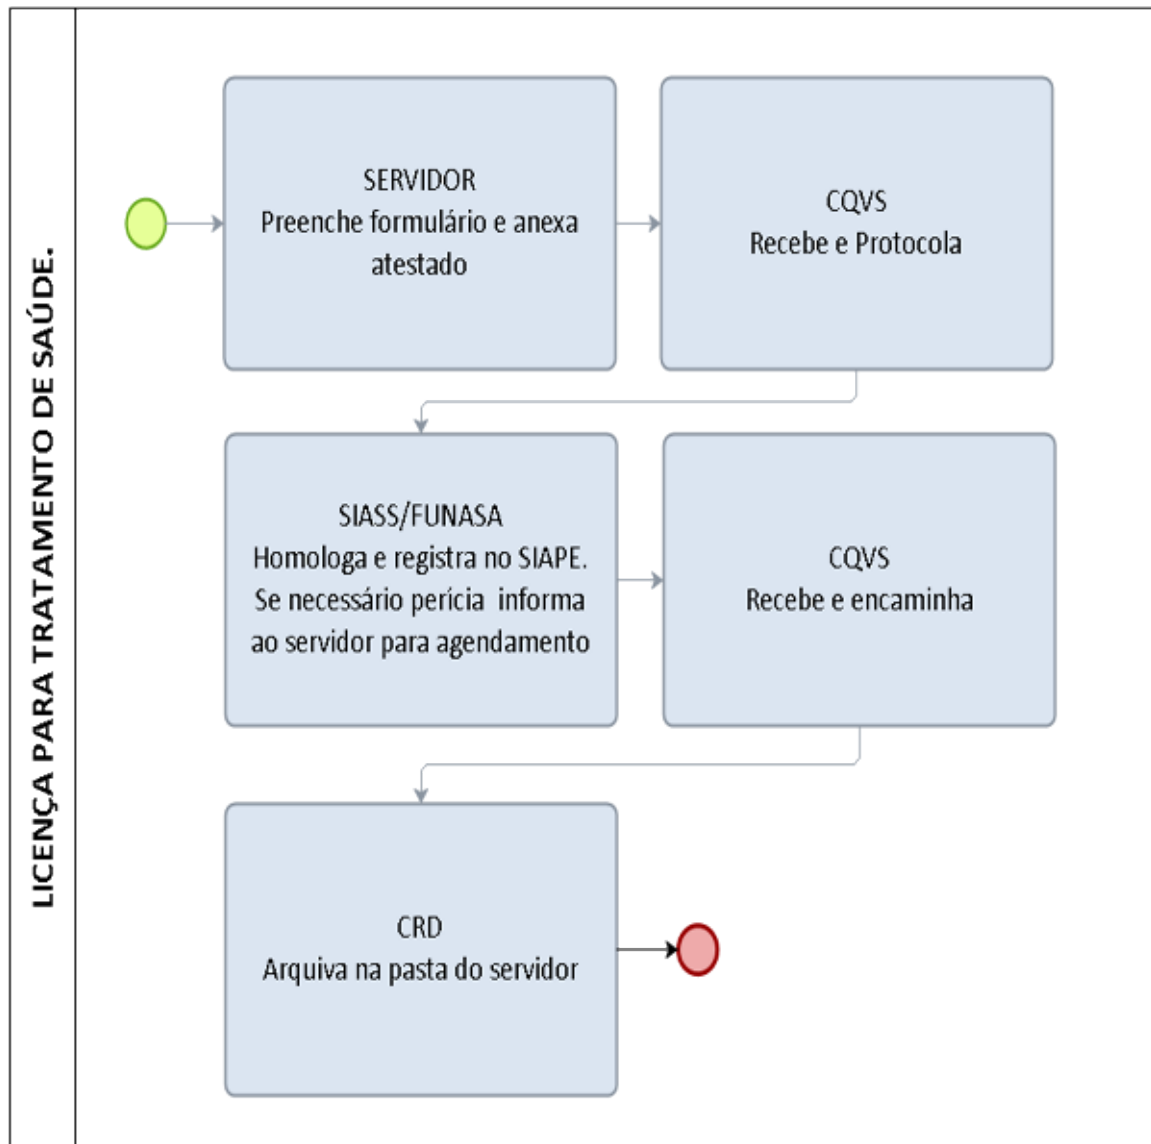 LICENÇA PARA TRATAMENTO DE SAÚDE.
SERVIDOR
Preenche formulário e anexa
atestado
CQVS
Recebe e Protocola
SIASS/FUNASA
Homologa e registra no SIAPE.
Se necessário perícia  informa
ao servidor para agendamento
CQVS
Recebe e encaminha
CRD
Arquiva na pasta do servidor